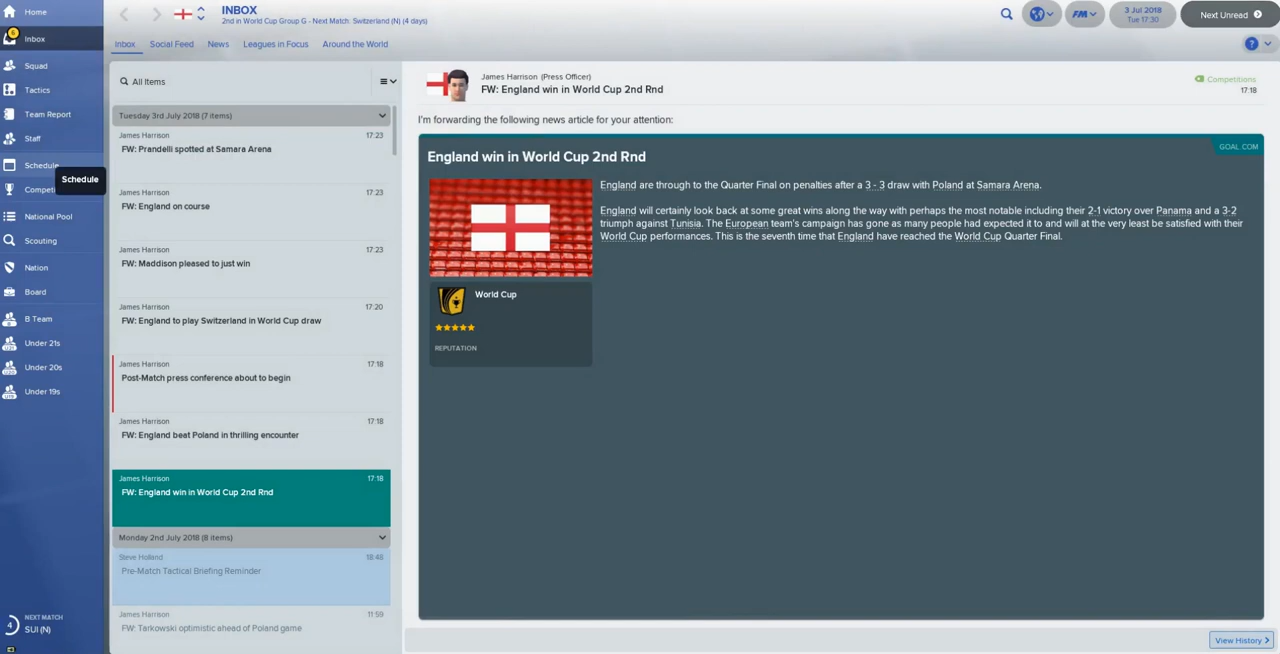 Home
6
Inbox
Squad
Tactics
Team Report
Staff
Schedule
Schedule
Competi
National Pool
Scouting
Nation
Board
B Team
Under 21s
Under 20s
Under 19s
4
NEXT MATCH
SUI (N)
INBOX
2nd in World Cup Group G - Next Match: Switzerland (N) (4 days)
FM
3 Jul 2018
Tue 17:30
Next Unread
Inbox
Social Feed
News
Leagues in Focus
Around the World
?
All Items
Tuesday 3rd July 2018 (7 items)
James Harrison 17:23
FW: Prandelli spotted at Samara Arena
James Harrison 17:23
FW: England on course
James Harrison 17:23
FW: Maddison pleased to just win
James Harrison 17:20
FW: England to play Switzerland in World Cup draw
James Harrison 17:18
Post-Match press conference about to begin
James Harrison 17:18
FW: England beat Poland in thrilling encounter
James Harrison 17:18
FW: England win in World Cup 2nd Rnd
Monday 2nd July 2018 (8 items)
Steve Holland 18:48
Pre-Match Tactical Briefing Reminder
James Harrison 11:59
FW: Tarkowski optimistic ahead of Poland game
James Harrison (Press Officer)
FW: England win in World Cup 2nd Rnd
Competitions
17:18
I'm forwarding the following news article for your attention:
GOAL.COM
England win in World Cup 2nd Rnd
England are through to the Quarter Final on penalties after a 3 - 3 draw with Poland at Samara Arena.
England will certainly look back at some great wins along the way with perhaps the most notable including their 2-1 victory over Panama and a 3-2
triumph against Tunisia. The European team's campaign has gone as many people had expected it to and will at the very least be satisfied with their
World Cup performances. This is the seventh time that England have reached the World Cup Quarter Final.
World Cup
REPUTATION
View History